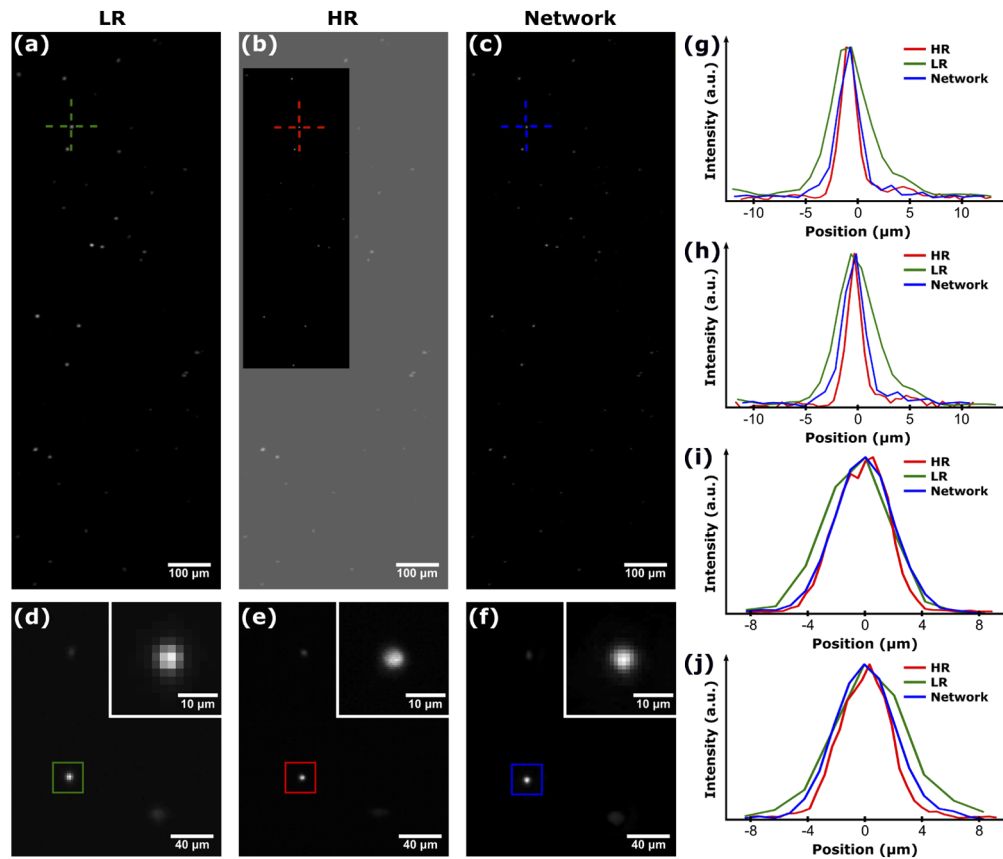 LR
HR
Network
(a)
(b)
(c)
100 µm
100 µm
100 µm
(d)
(e)
(f)
10 µm
10 µm
10 µm
40 µm
40 µm
40 µm
(g)
Intensity (a.u.)
HR
LR
Network
-10 -5 0 5 10
Position (µm)
(h)
Intensity (a.u.)
HR
LR
Network
-10 -5 0 5 10
Position (µm)
(i)
Intensity (a.u.)
HR
LR
Network
-8 -4 0 4 8
Position (µm)
(j)
Intensity (a.u.)
HR
LR
Network
-8 -4 0 4 8
Position (µm)